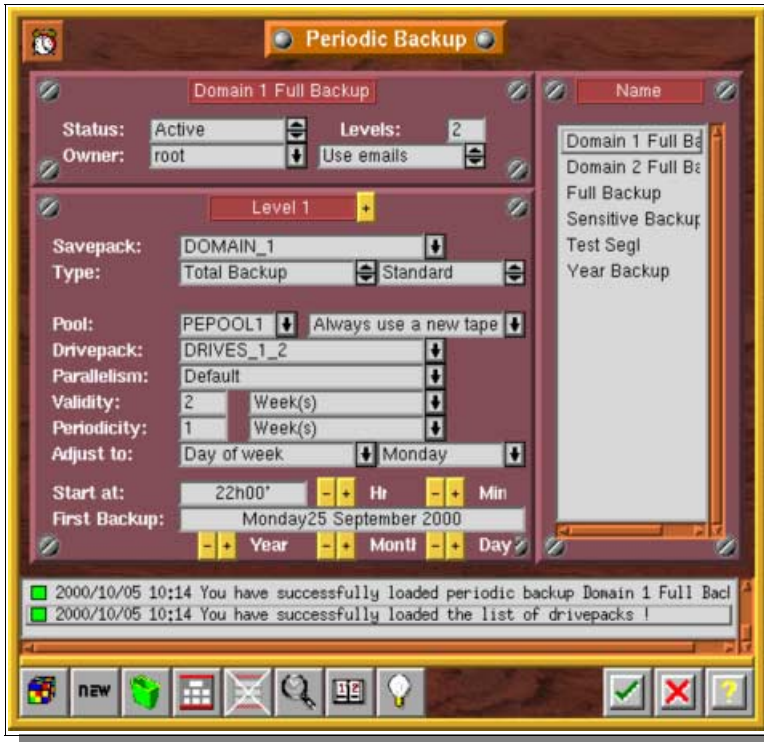 Periodic Backup
Domain 1 Full Backup
Status: Active Levels: 2
Owner: root Use emails
Level 1 +
Savepack: DOMAIN_1
Type: Total Backup Standard
Pool: PEPOOL1 Always use a new tape
Drivepack: DRIVES_1_2
Parallelism: Default
Validity: 2 Week(s)
Periodicity: 1 Week(s)
Adjust to: Day of week Monday
Start at: 22h00" - + Hr - + Min
First Backup: Monday25 September 2000
- + Year - + Montl - + Day
Name
Domain 1 Full Ba
Domain 2 Full Ba
Full Backup
Sensitive Backup
Test Segl
Year Backup
2000/10/05 10:14 You have successfully loaded periodic backup Domain 1 Full Bacl
2000/10/05 10:14 You have successfully loaded the list of drivepacks !
new 12 ?